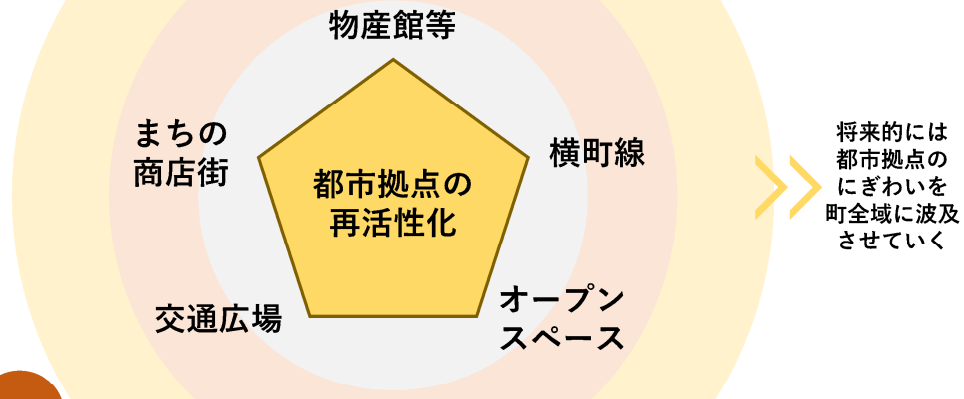 物産館等
まちの
商店街
横町線
都市拠点の
再活性化
交通広場
オープン
スペース
将来的には
都市拠点の
にぎわいを
町全域に波及
させていく